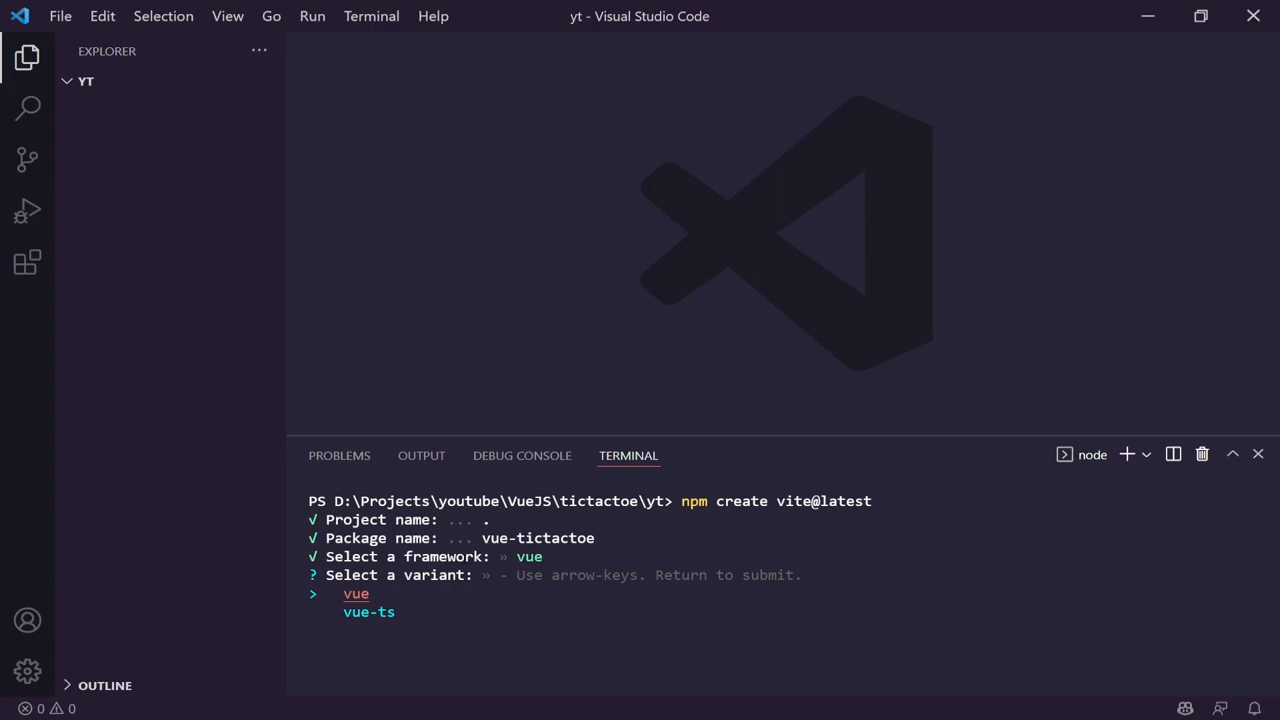 File Edit Selection View Go Run Terminal Help yt - Visual Studio Code
EXPLORER ...
YT
PROBLEMS OUTPUT DEBUG CONSOLE TERMINAL node
PS D:\Projects\youtube\VueJS\tictactoe\yt> npm create vite@latest
√ Project name: ... .
√ Package name: ... vue-tictactoe
√ Select a framework: » vue
? Select a variant: » - Use arrow-keys. Return to submit.
> vue
vue-ts
OUTLINE
0 0